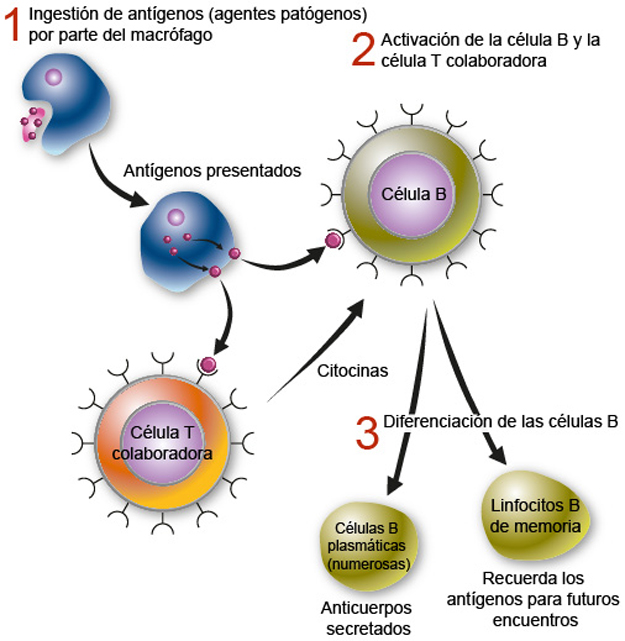 1 Ingestión de antígenos (agentes patógenos)
por parte del macrófago
2 Activación de la célula B y la
célula T colaboradora
Antígenos presentados
Célula B
Citocinas
Célula T
colaboradora
3 Diferenciacion de las células B
Células B
plasmáticas
(numerosas)
Anticuerpos
secretados
Linfocitos B
de memoria
Recuerda los
antígenos para futuros
encuentros